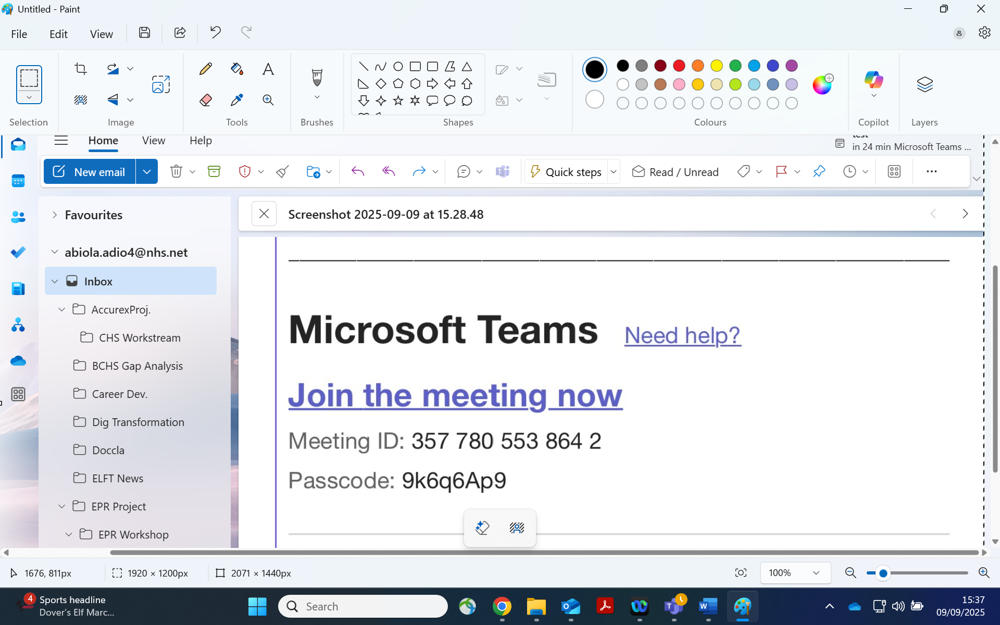 Untitled - Paint
File Edit View
8
Selection Image Tools Brushes Shapes Colours Copilot Layers
Home View Help
in 24 min Microsoft Teams ...
New email Quick steps Read / Unread
Favourites
Screenshot 2025-09-09 at 15.28.48
abiola.adio4@nhs.net
Inbox
AccurexProj.
CHS Workstream
BCHS Gap Analysis
Career Dev.
Dig Transformation
Doccla
ELFT News
EPR Project
EPR Workshop
Microsoft Teams Need help?
Join the meeting now
Meeting ID: 357 780 553 864 2
Passcode: 9k6q6Ap9
1676, 811px 1920 × 1200px 2071 × 1440px 100%
4 Sports headline
Dover's Elf Marc...
Search
15:37
09/09/2025